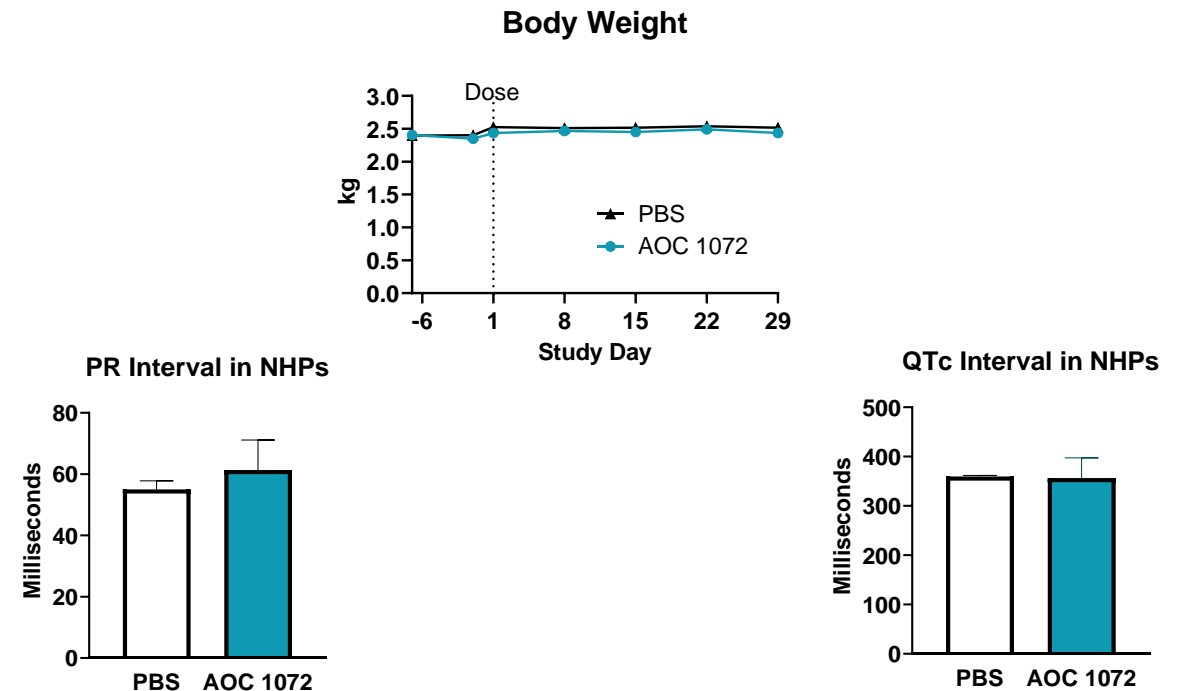 Body Weight
Dose
3.0
2.5
2.0
1.5
1.0
0.5
0.0
kg
PBS
AOC 1072
-6 1 8 15 22 29
Study Day
PR Interval in NHPs
80
60
40
20
0
Milliseconds
PBS AOC 1072
QTc Interval in NHPs
500
400
300
200
100
0
Milliseconds
PBS AOC 1072